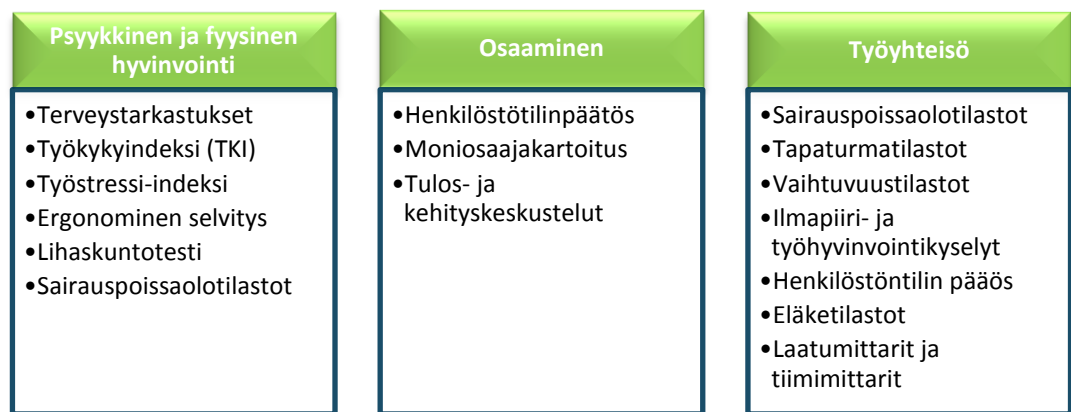 Psyykkinen ja fyysinen
hyvinvointi
•Terveystarkastukset
•Työkykyindeksi (TKI)
•Työstressi-indeksi
•Ergonominen selvitys
•Lihaskuntotesti
•Sairauspoissaolotilastot
Osaaminen
•Henkilöstötilinpäätös
•Moniosaajakartoitus
•Tulos- ja
kehityskeskustelut
Työyhteisö
•Sairauspoissaolotilastot
•Tapaturmatilastot
•Vaihtuvuustilastot
•Ilmapiiri- ja
työhyvinvointikyselyt
•Henkilöstöntilin pääös
•Eläketilastot
•Laatumittarit ja
tiimimittarit